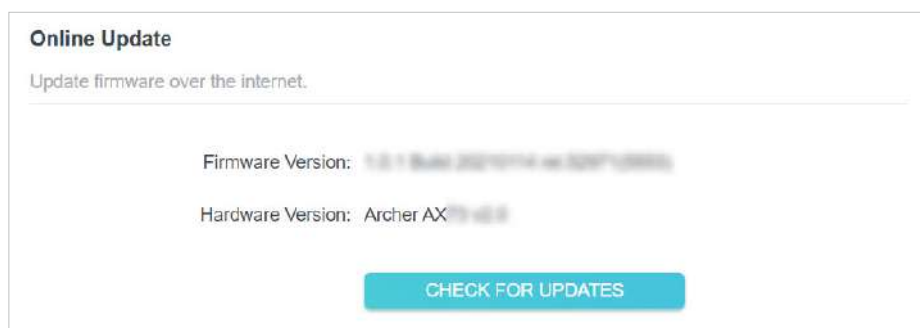 Online Update
Update firmware over the internet.
Firmware Version:
Hardware Version: Archer AX
CHECK FOR UPDATES